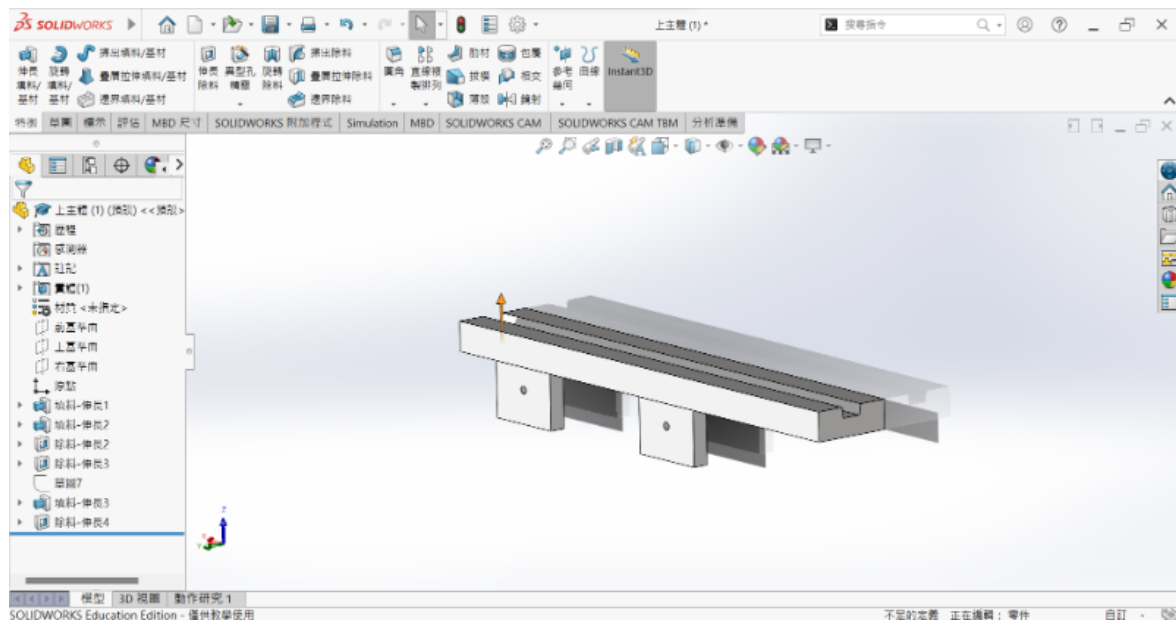 SOLIDWORKS
上主體 (1) *
搜尋指令
伸長填料/基材
旋轉填料/基材
掃出填料/基材
疊層拉伸填料/基材
邊界填料/基材
伸長除料
異型孔精靈
旋轉除料
掃出除料
疊層拉伸除料
邊界除料
圓角
直線複製排列
肋材
拔模
薄殼
包覆
相交
鏡射
參考幾何
曲線
Instant3D
特徵 草圖 標示 評估 MBD 尺寸 SOLIDWORKS 附加程式 Simulation MBD SOLIDWORKS CAM SOLIDWORKS CAM TBM 分析準備
上主體 (1) (預設) <<預設>
歷程
感測器
註記
實體(1)
材質 <未指定>
前基準面
上基準面
右基準面
原點
填料-伸長1
填料-伸長2
除料-伸長2
除料-伸長3
草圖7
填料-伸長3
除料-伸長4
Z
X
Y
模型 3D 視圖 動作研究 1
SOLIDWORKS Education Edition - 僅供教學使用
不足的定義 正在編輯： 零件 自訂